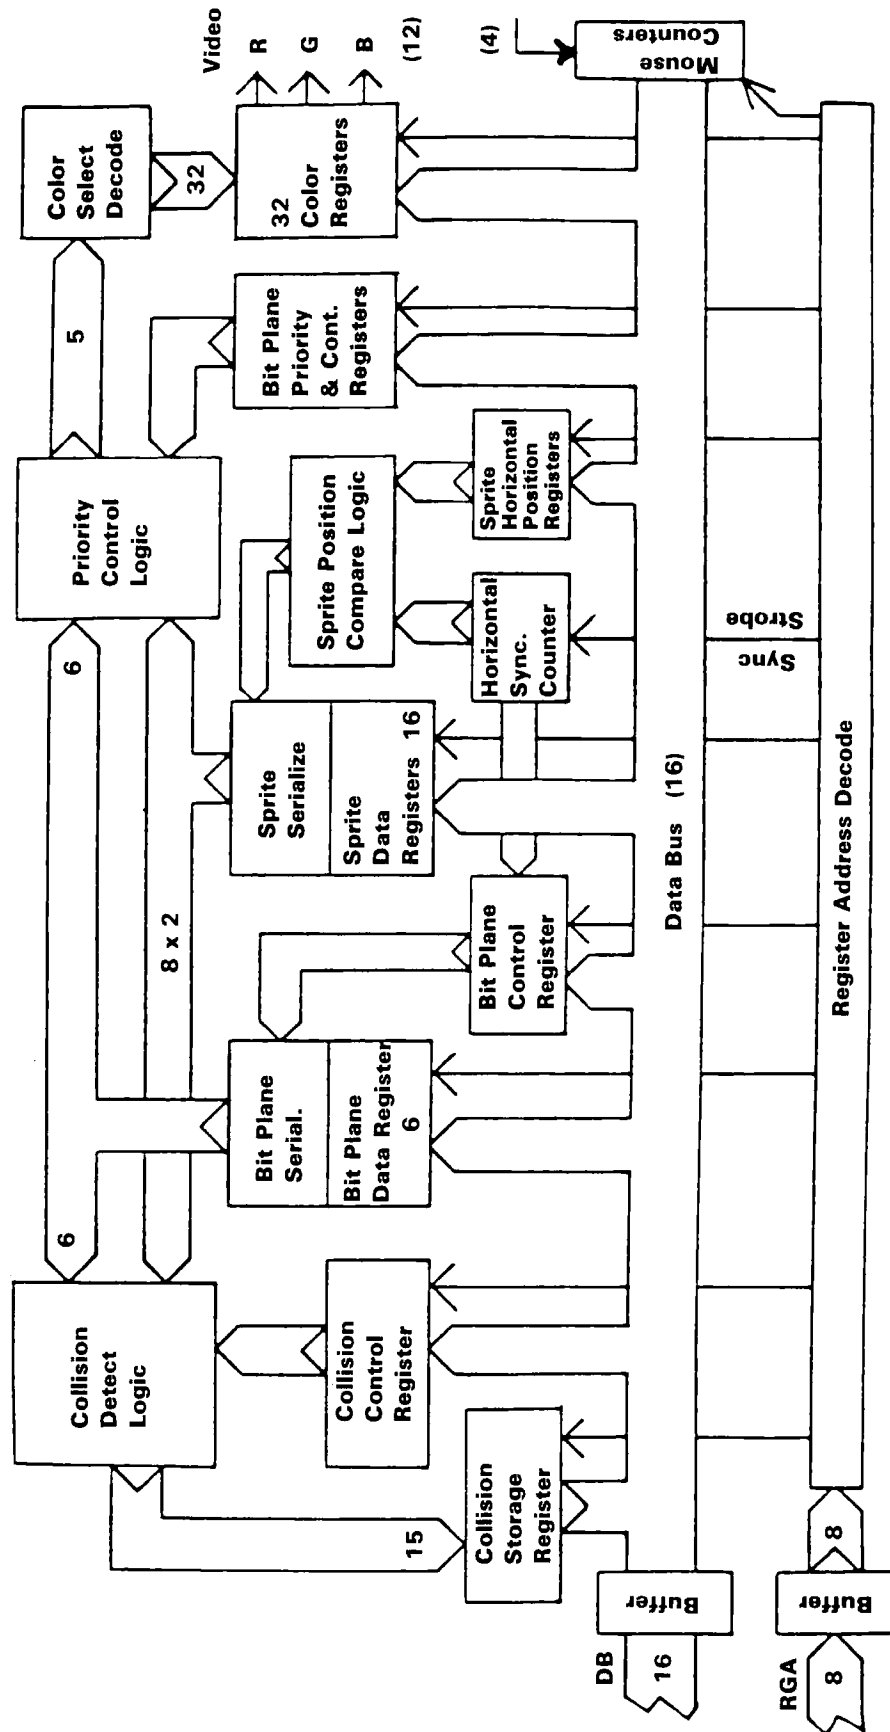 Collision
Detect
Logic
6
6
8 x 2
Priority
Control
Logic
5
Color
Select
Decode
32
Video
R
G
B
(12)
32
Color
Registers
Bit Plane
Priority
& Cont.
Registers
Sprite Position
Compare Logic
Sprite
Serialize
Sprite
Data
Registers 16
Bit Plane
Serial.
Bit Plane
Data Register
6
Collision
Control
Register
15
Collision
Storage
Register
Bit Plane
Control
Register
Horizontal
Sync.
Counter
Sprite
Horizontal
Position
Registers
(4)
Mouse
Counters
DB
16
Buffer
Data Bus (16)
Sync
Strobe
RGA
8
Buffer
8
Register Address Decode